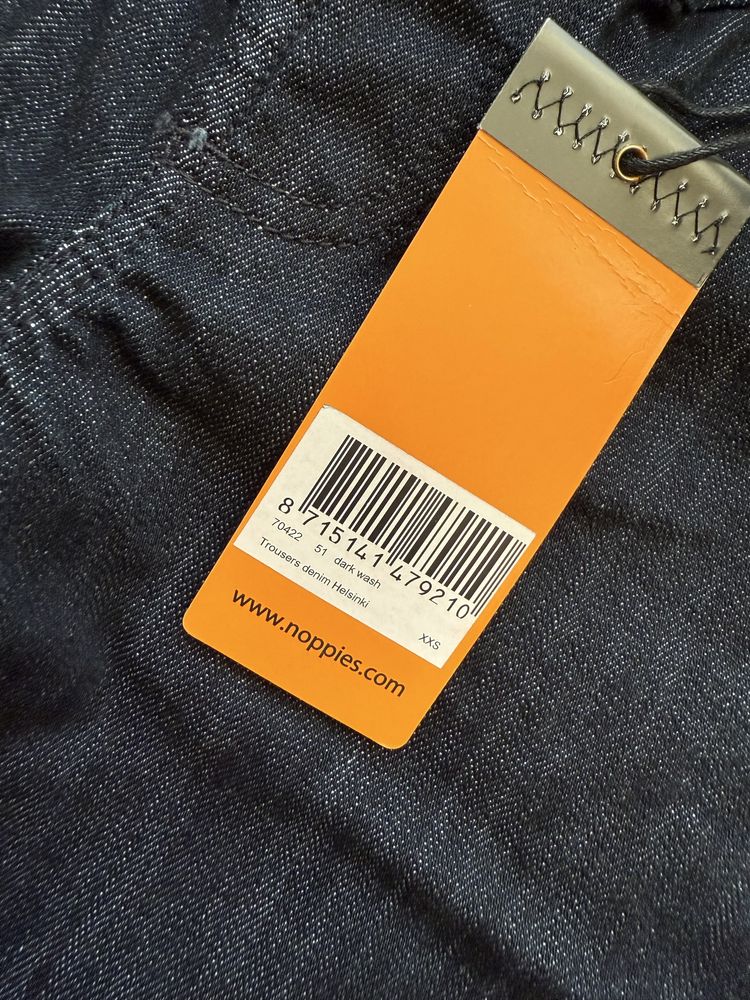 8 715141 479210
70422 51 dark wash
Trousers denim Helsinki
XXS
www.noppies.com